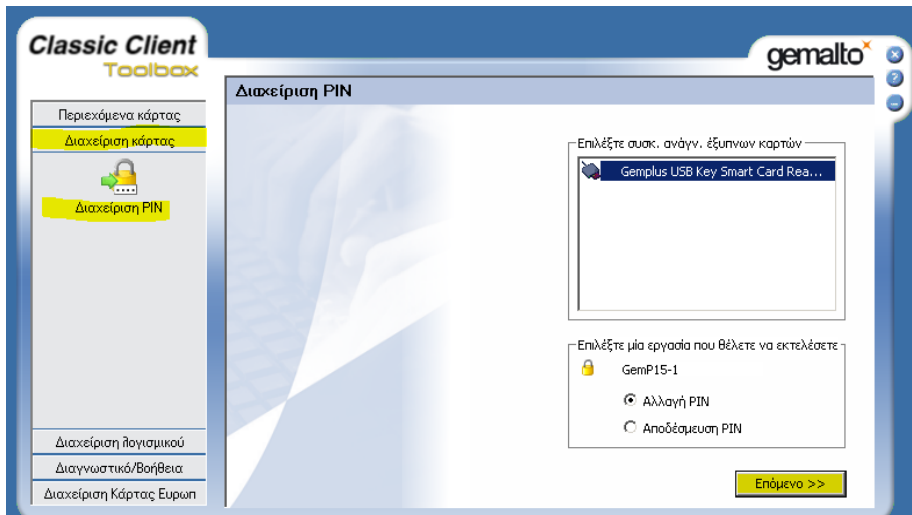 Classic Client
Toolbox
gemalto
Διαχείριση PIN
Περιεχόμενα κάρτας
Διαχείριση κάρτας
Διαχείριση PIN
Επιλέξτε συσκ. ανάγν. έξυπνων καρτών
Gemplus USB Key Smart Card Rea...
Επιλέξτε μία εργασία που θέλετε να εκτελέσετε
GemP15-1
Αλλαγή PIN
Αποδέσμευση PIN
Διαχείριση λογισμικού
Διαγνωστικό/Βοήθεια
Διαχείριση Κάρτας Ευρωπ
Επόμενο >>